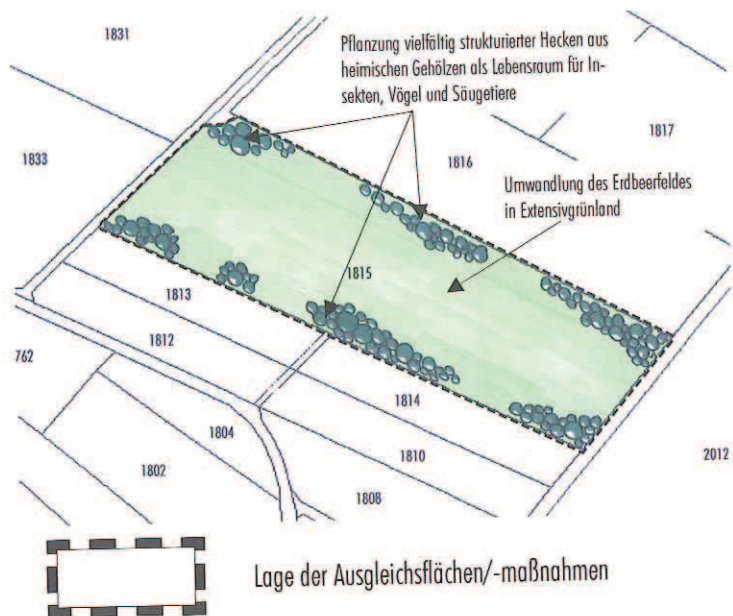 1831
Pflanzung vielfältig strukturierter Hecken aus
heimischen Gehölzen als Lebensraum für In-
sekten, Vögel und Säugetiere
1817
1833
1816
Umwandlung des Erdbeerfeldes
in Extensivgrünland
1815
1813
1812
762
1814
1804
1810
1802
2012
1808
Lage der Ausgleichsflächen/-maßnahmen